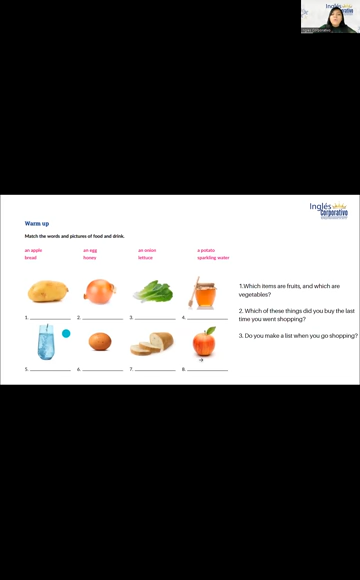 Inglés
Corporativo
Warm up
Match the words and pictures of food and drink.
an apple an egg an onion a potato
bread honey lettuce sparkling water
1. 2. 3. 4.
5. 6. 7. 8.
1.Which items are fruits, and which are
vegetables?
2. Which of these things did you buy the last
time you went shopping?
3. Do you make a list when you go shopping?